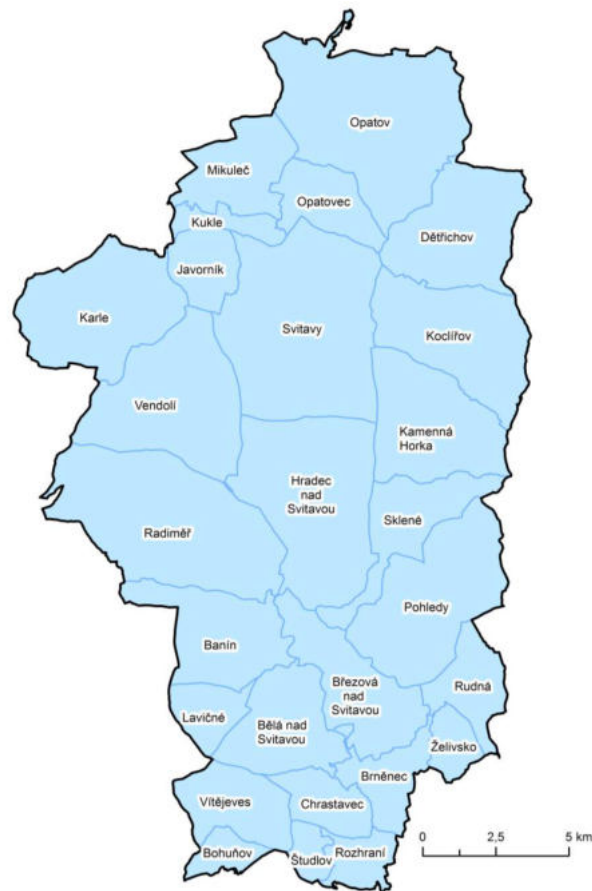 Opatov
Mikuleč
Opatovec
Kukle
Dětřichov
Javorník
Karle
Svitavy
Koclířov
Vendolí
Kamenná
Horka
Hradec
nad
Svitavou
Radiměř
Sklené
Pohledy
Banín
Březová
nad
Svitavou
Rudná
Lavičné
Bělá nad
Svitavou
Želivsko
Brněnec
Vítějeves
Chrastavec
Bohuňov
Študlov
Rozhraní
0 2,5 5 km